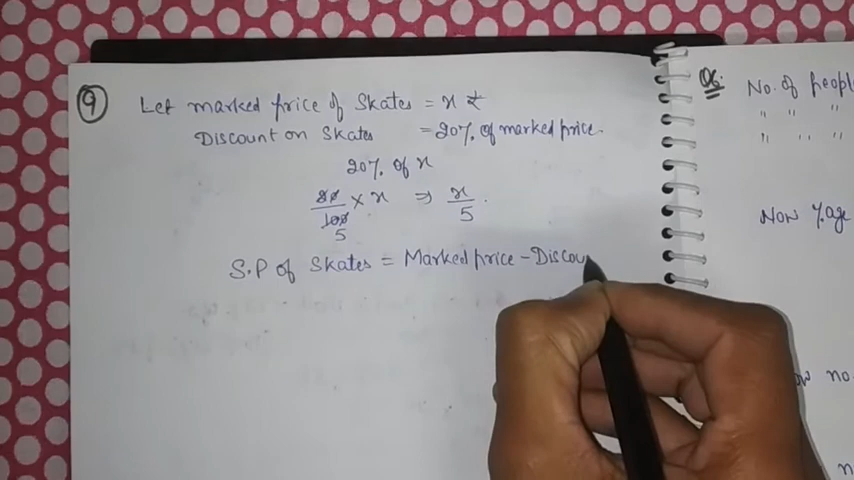 9 Let marked price of Skates = x ₹
Discount on Skates = 20% of marked price.
20% of x
20/100 × x ⇒ x/5.
5
S.P of Skates = Marked price - Discou
Q6. No. of people
" " "
" " "
Now %age
no.